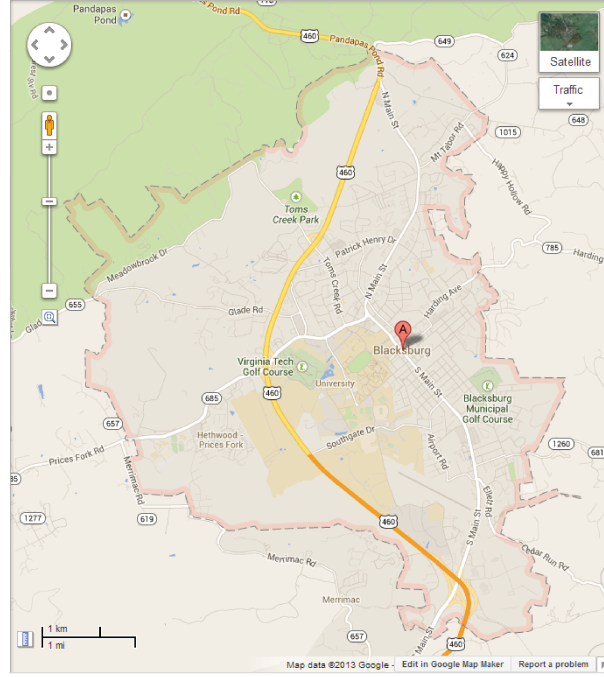 Pandapas
Pond
460
Pandapas Pond Rd
649
624
Satellite
Traffic
N Main St
Mt Tabor Rd
1015
648
460
Happy Hollow Rd
Toms
Creek Park
Patrick Henry Dr
785
Harding
Meadowbrook Dr
Toms Creek Rd
N Main St
Harding Ave
655
Glade Rd
A
Blacksburg
Virginia Tech
Golf Course
University
S Main St
460
685
Blacksburg
Municipal
Golf Course
657
Hethwood -
Prices Fork
Southgate Dr
Airport Rd
1260
681
Prices Fork Rd
Merrimac Rd
1277
619
460
S Main St
Ellett Rd
Cedar Run Rd
Merrimac Rd
Merrimac
657
460
1 km
1 mi
Map data ©2013 Google -
Edit in Google Map Maker
Report a problem